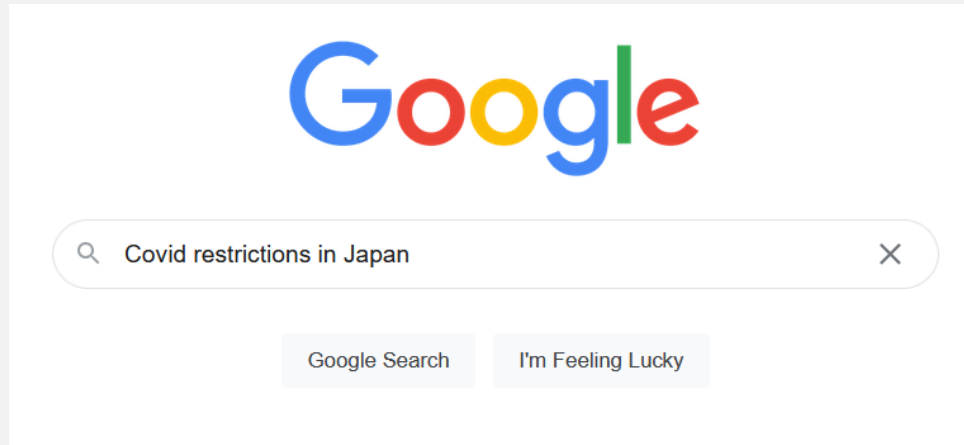 Google
Covid restrictions in Japan
Google Search
I'm Feeling Lucky